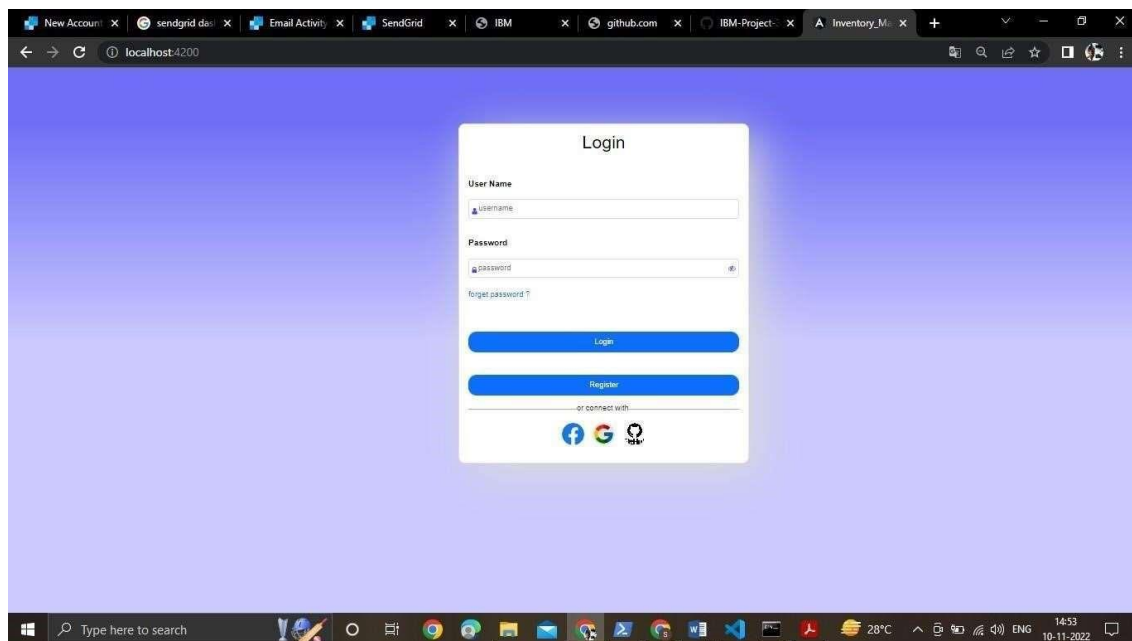 New Account
sendgrid das
Email Activity
SendGrid
IBM
github.com
IBM-Project-
Inventory_Ma
localhost:4200
Login
User Name
username
Password
password
forget password ?
Login
Register
or connect with
Type here to search
28°C
ENG
14:53
10-11-2022